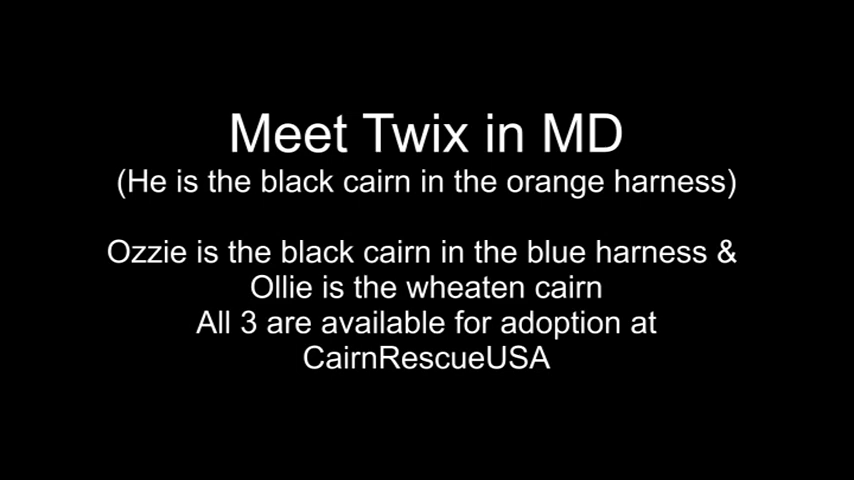 Meet Twix in MD
(He is the black cairn in the orange harness)
Ozzie is the black cairn in the blue harness &
Ollie is the wheaten cairn
All 3 are available for adoption at
CairnRescueUSA